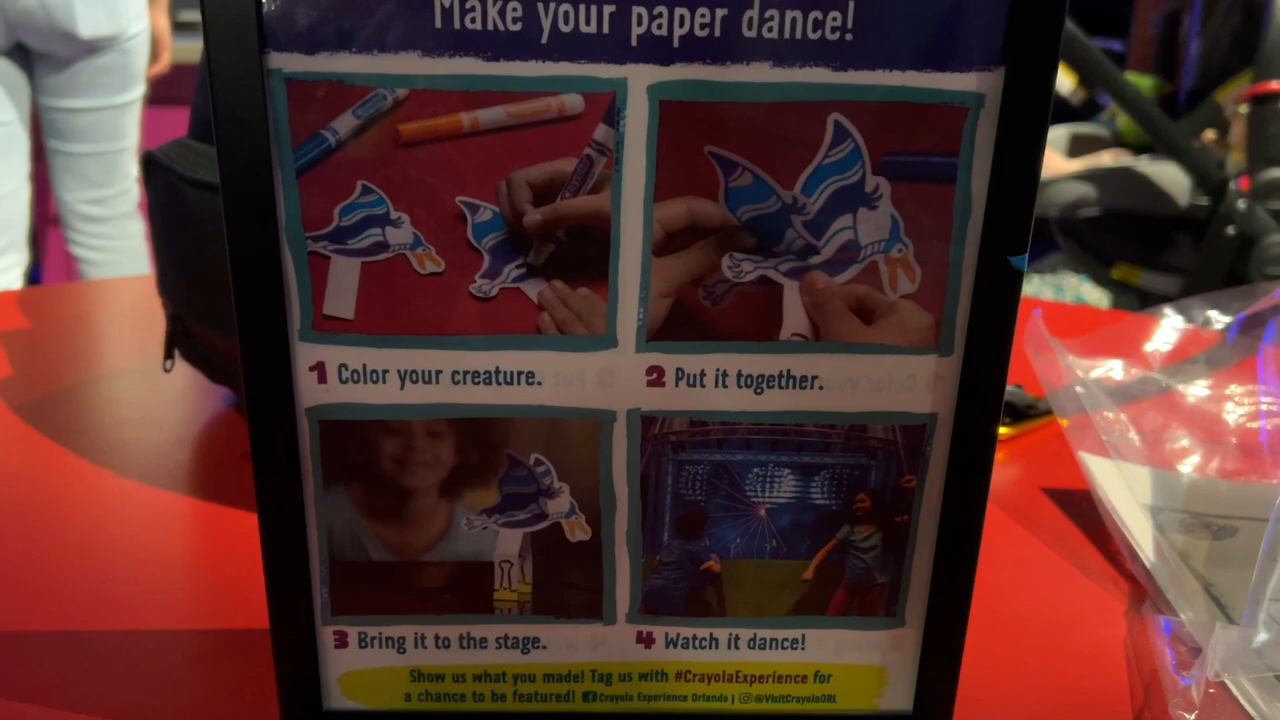 Make your paper dance!
1 Color your creature.
2 Put it together.
3 Bring it to the stage.
4 Watch it dance!
Show us what you made! Tag us with #CrayolaExperience for
a chance to be featured! Crayola Experience Orlando | @VisitCrayolaORL